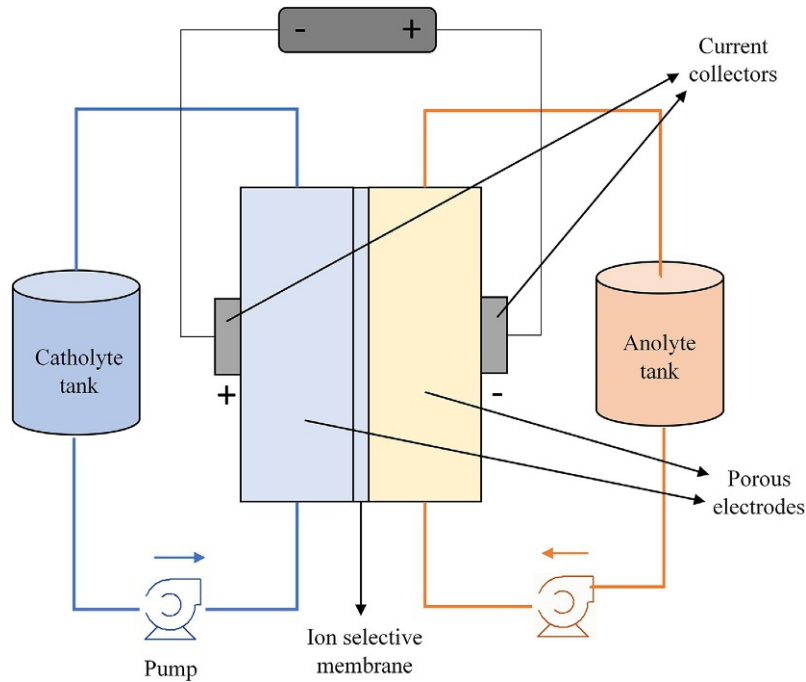 - +
Current
collectors
Catholyte
tank
Anolyte
tank
+
-
Porous
electrodes
Ion selective
membrane
Pump